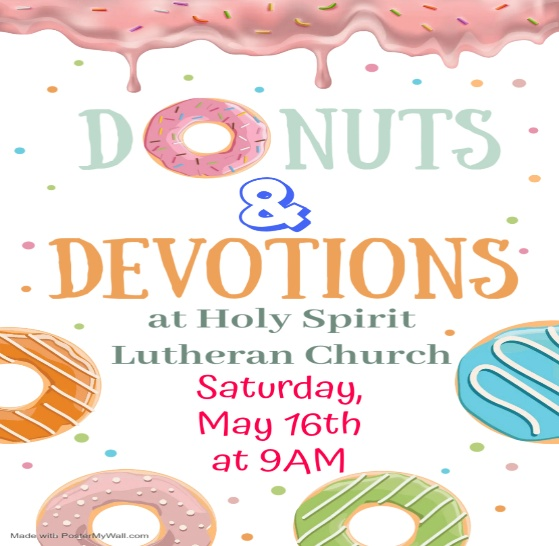 DONUTS
&
DEVOTIONS
at Holy Spirit
Lutheran Church
Saturday,
May 16th
at 9AM
Made with PosterMyWall.com